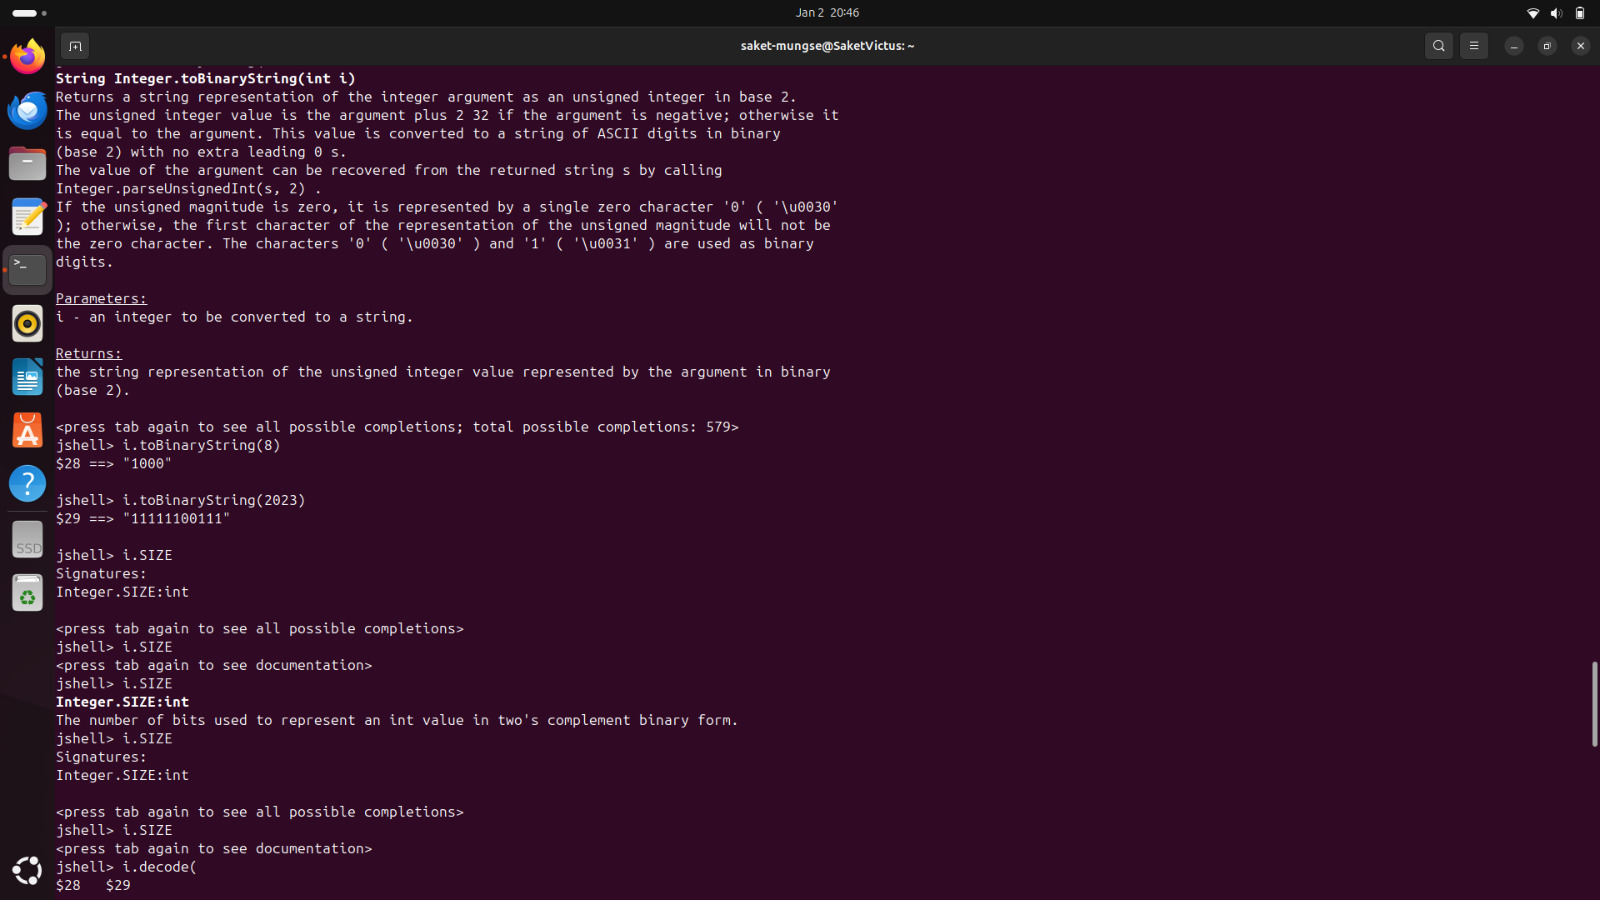 Jan 2 20:46
saket-mungse@SaketVictus: ~
String Integer.toBinaryString(int i)
Returns a string representation of the integer argument as an unsigned integer in base 2.
The unsigned integer value is the argument plus 2 32 if the argument is negative; otherwise it
is equal to the argument. This value is converted to a string of ASCII digits in binary
(base 2) with no extra leading 0 s.
The value of the argument can be recovered from the returned string s by calling
Integer.parseUnsignedInt(s, 2) .
If the unsigned magnitude is zero, it is represented by a single zero character '0' ( '\u0030'
); otherwise, the first character of the representation of the unsigned magnitude will not be
the zero character. The characters '0' ( '\u0030' ) and '1' ( '\u0031' ) are used as binary
digits.
Parameters:
i - an integer to be converted to a string.
Returns:
the string representation of the unsigned integer value represented by the argument in binary
(base 2).
<press tab again to see all possible completions; total possible completions: 579>
jshell> i.toBinaryString(8)
$28 ==> "1000"
jshell> i.toBinaryString(2023)
$29 ==> "11111100111"
jshell> i.SIZE
Signatures:
Integer.SIZE:int
<press tab again to see all possible completions>
jshell> i.SIZE
<press tab again to see documentation>
jshell> i.SIZE
Integer.SIZE:int
The number of bits used to represent an int value in two's complement binary form.
jshell> i.SIZE
Signatures:
Integer.SIZE:int
<press tab again to see all possible completions>
jshell> i.SIZE
<press tab again to see documentation>
jshell> i.decode(
$28   $29
SSD